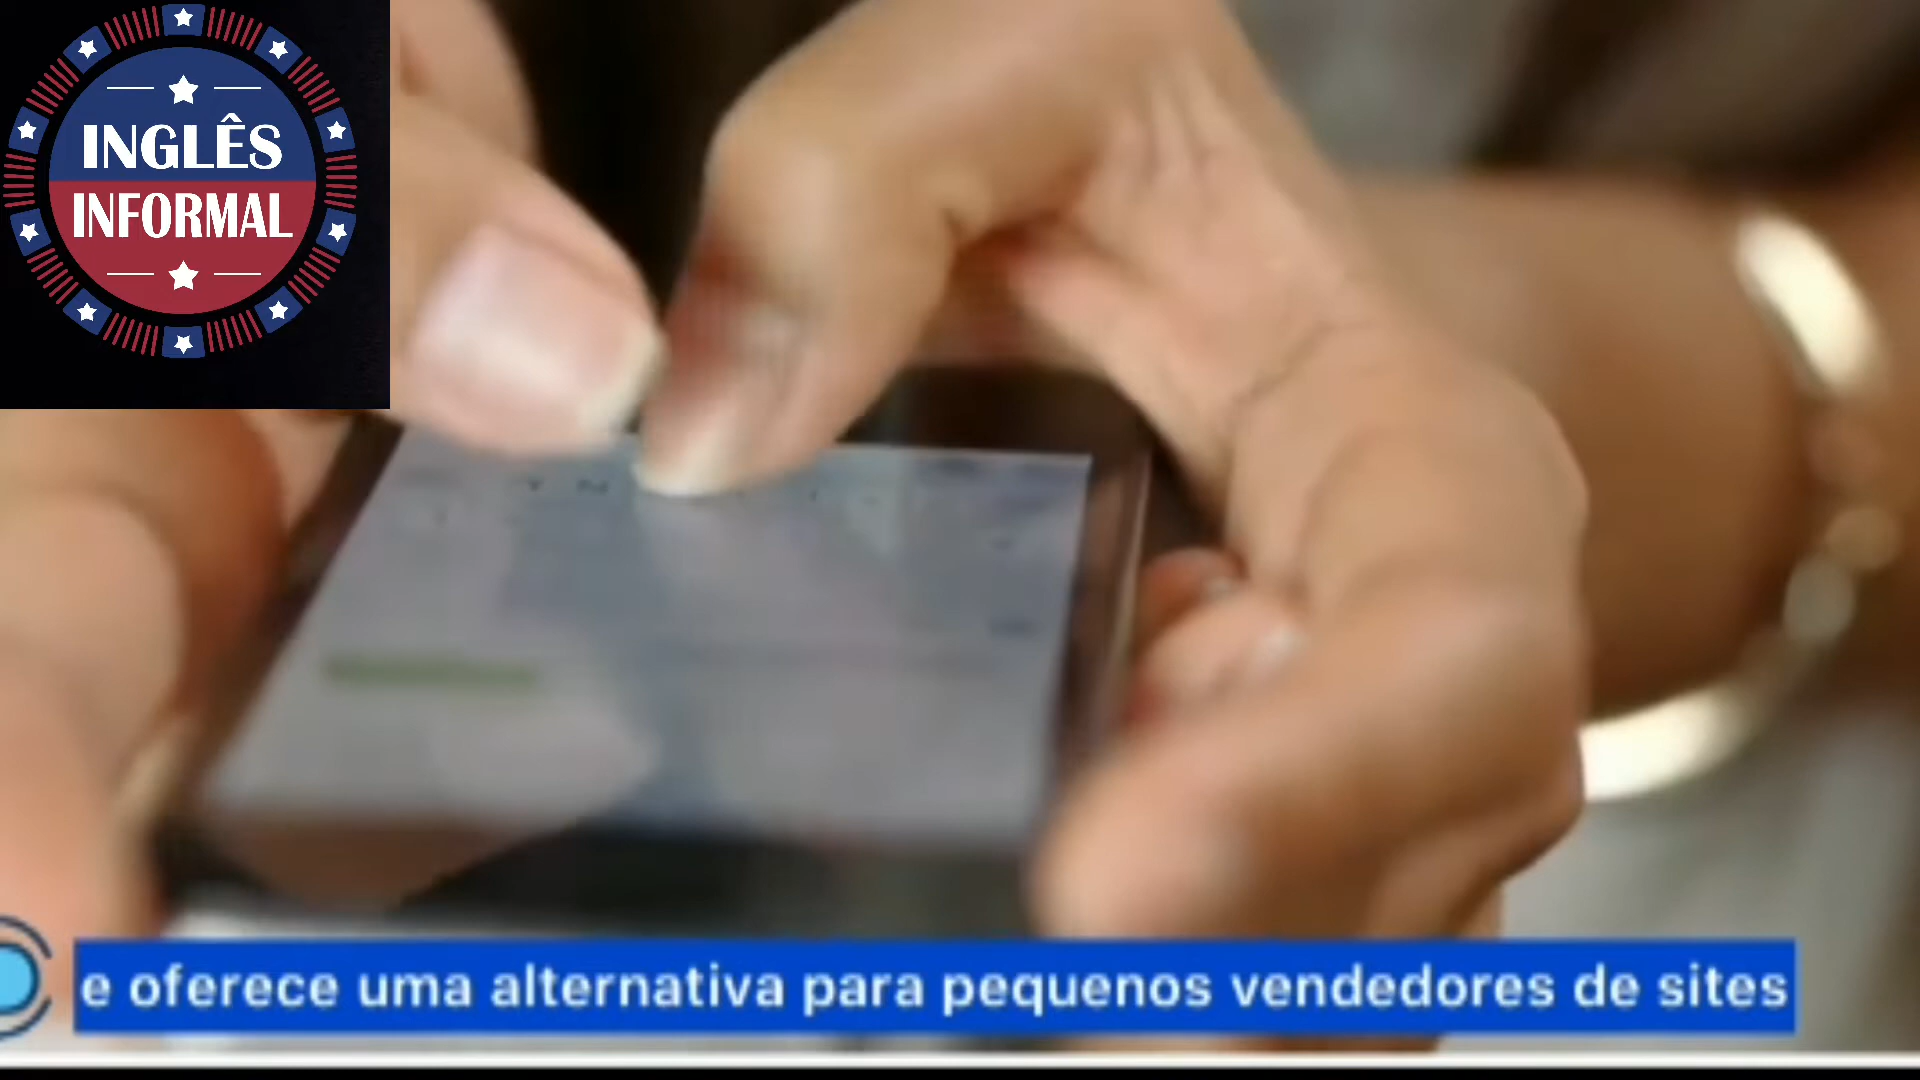 INGLÊS
INFORMAL
e oferece uma alternativa para pequenos vendedores de sites